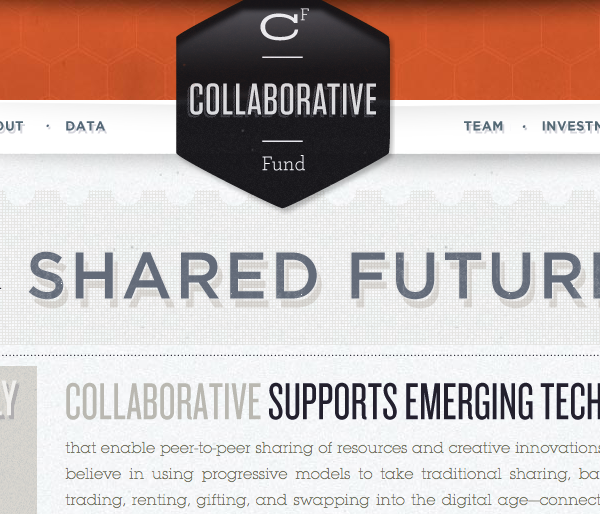 C F
COLLABORATIVE
Fund
OUT · DATA TEAM · INVESTM
SHARED FUTURE
LY
COLLABORATIVE SUPPORTS EMERGING TECH
that enable peer-to-peer sharing of resources and creative innovations
believe in using progressive models to take traditional sharing, ba
trading, renting, gifting, and swapping into the digital age—connect